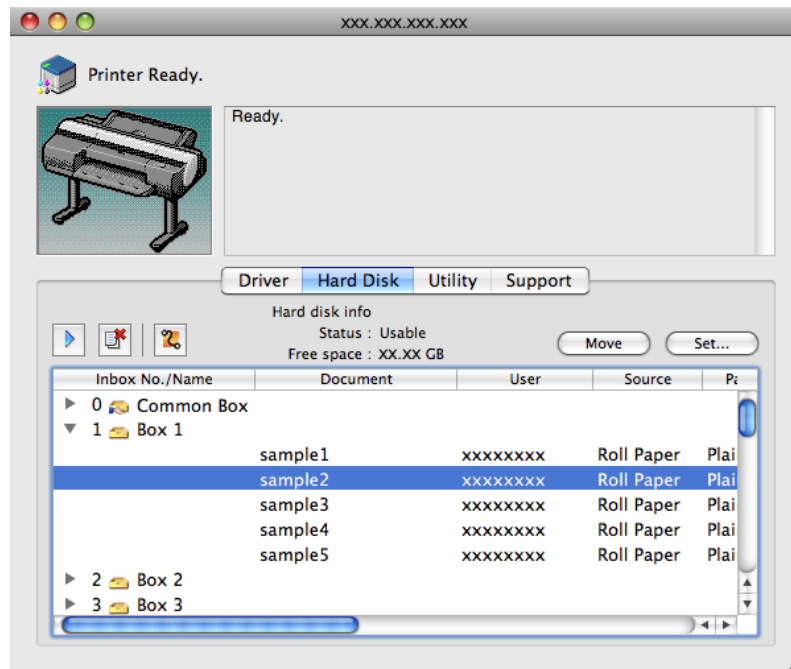 xxx.xxx.xxx.xxx
Printer Ready.
Ready.
Driver Hard Disk Utility Support
Hard disk info
Status : Usable
Free space : XX.XX GB
Move Set...
Inbox No./Name Document User Source Pa
0 Common Box
1 Box 1
sample1 xxxxxxxx Roll Paper Plai
sample2 xxxxxxxx Roll Paper Plai
sample3 xxxxxxxx Roll Paper Plai
sample4 xxxxxxxx Roll Paper Plai
sample5 xxxxxxxx Roll Paper Plai
2 Box 2
3 Box 3